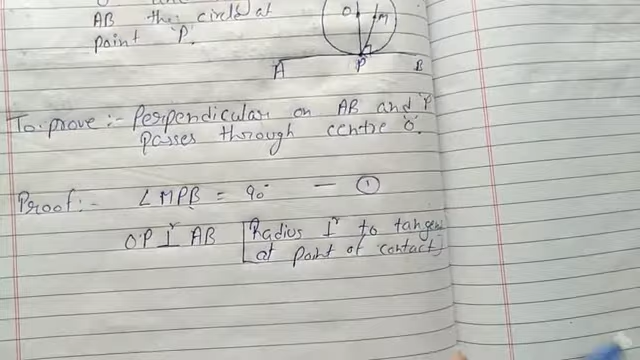 AB the circle at
point 'P'.
O M
A P B
To prove :- Perpendicular on AB and 'P'
passes through centre 'O'.
Proof :- ∠MPB = 90° — ①
OP ⊥r AB [Radius ⊥r to tangent
at point of contact]